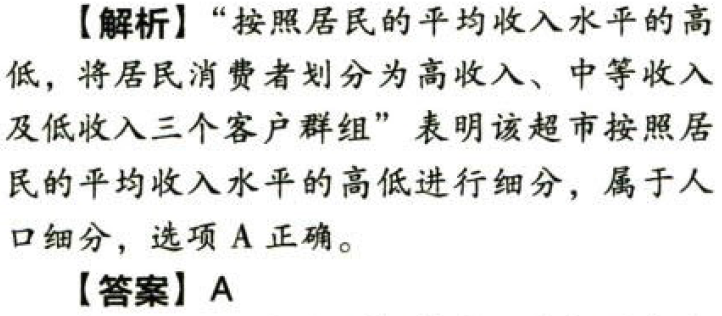 【解析】“按照居民的平均收入水平的高
低，将居民消费者划分为高收入、中等收入
及低收入三个客户群组”表明该超市按照居
民的平均收入水平的高低进行细分，属于人
口细分，选项 A 正确。
【答案】A